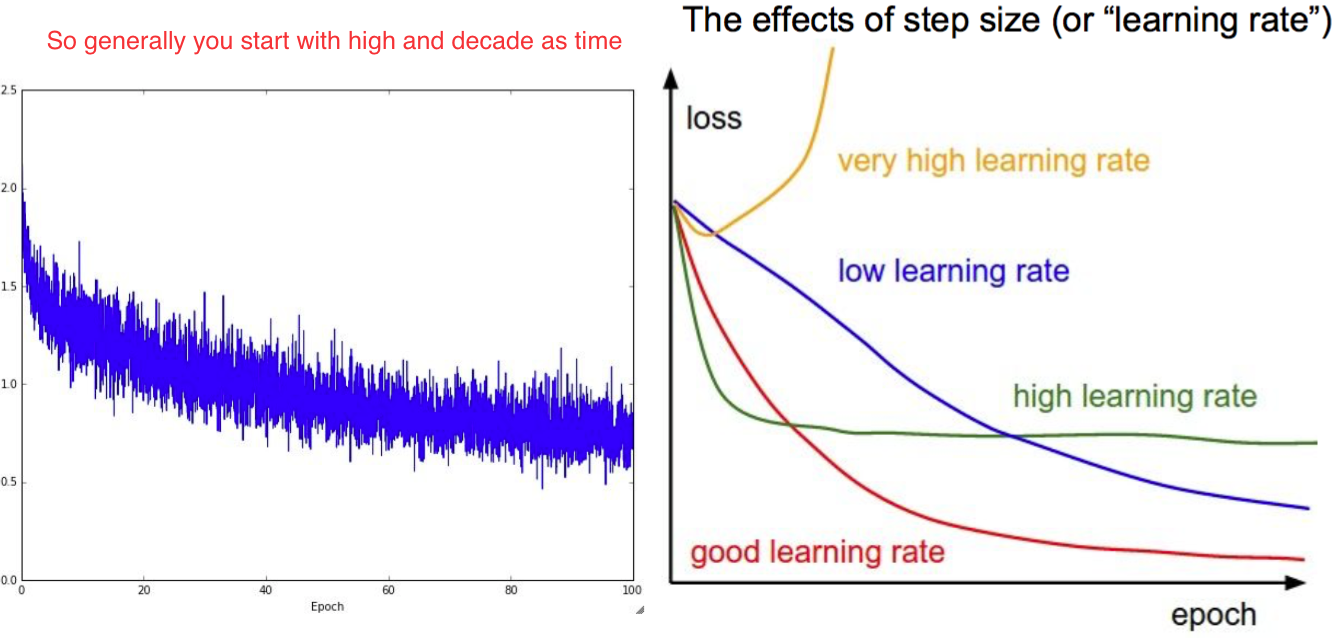 So generally you start with high and decade as time
2.5
2.0
1.5
1.0
0.5
0.0
0 20 40 60 80 100
Epoch
The effects of step size (or “learning rate”)
loss
very high learning rate
low learning rate
high learning rate
good learning rate
epoch